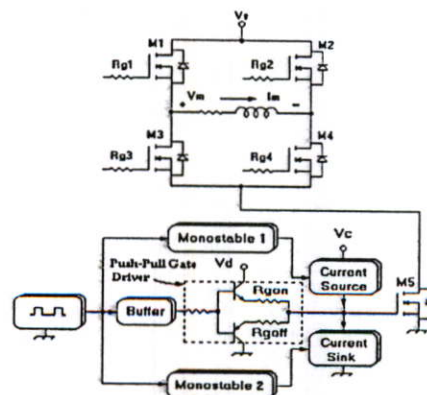 Vs
M1
M2
Rg1
Rg2
+ Vm
Im -
M3
M4
Rg3
Rg4
Monostable 1
Vc
Push-Pull Gate
Driver
Vd
Current
Source
M5
Rgon
Buffer
Rgoff
Current
Sink
Monostable 2